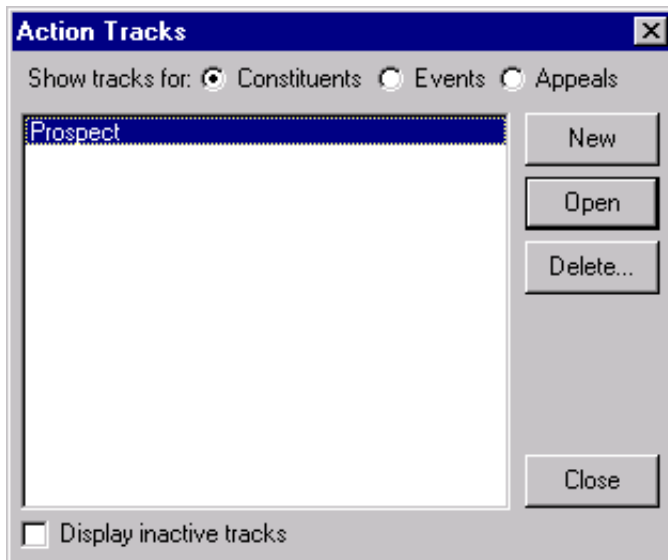 Action Tracks
Show tracks for: Constituents Events Appeals
Prospect
New
Open
Delete...
Close
Display inactive tracks